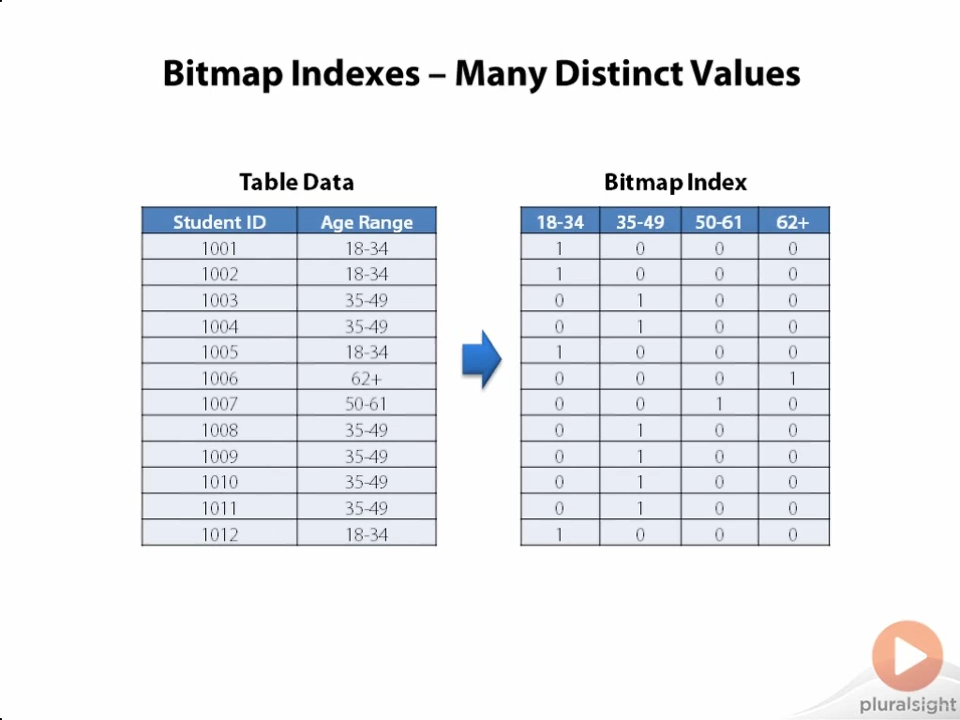 Bitmap Indexes – Many Distinct Values
Table Data
Student ID Age Range
1001 18-34
1002 18-34
1003 35-49
1004 35-49
1005 18-34
1006 62+
1007 50-61
1008 35-49
1009 35-49
1010 35-49
1011 35-49
1012 18-34
Bitmap Index
18-34 35-49 50-61 62+
1 0 0 0
1 0 0 0
0 1 0 0
0 1 0 0
1 0 0 0
0 0 0 1
0 0 1 0
0 1 0 0
0 1 0 0
0 1 0 0
0 1 0 0
1 0 0 0
pluralsight